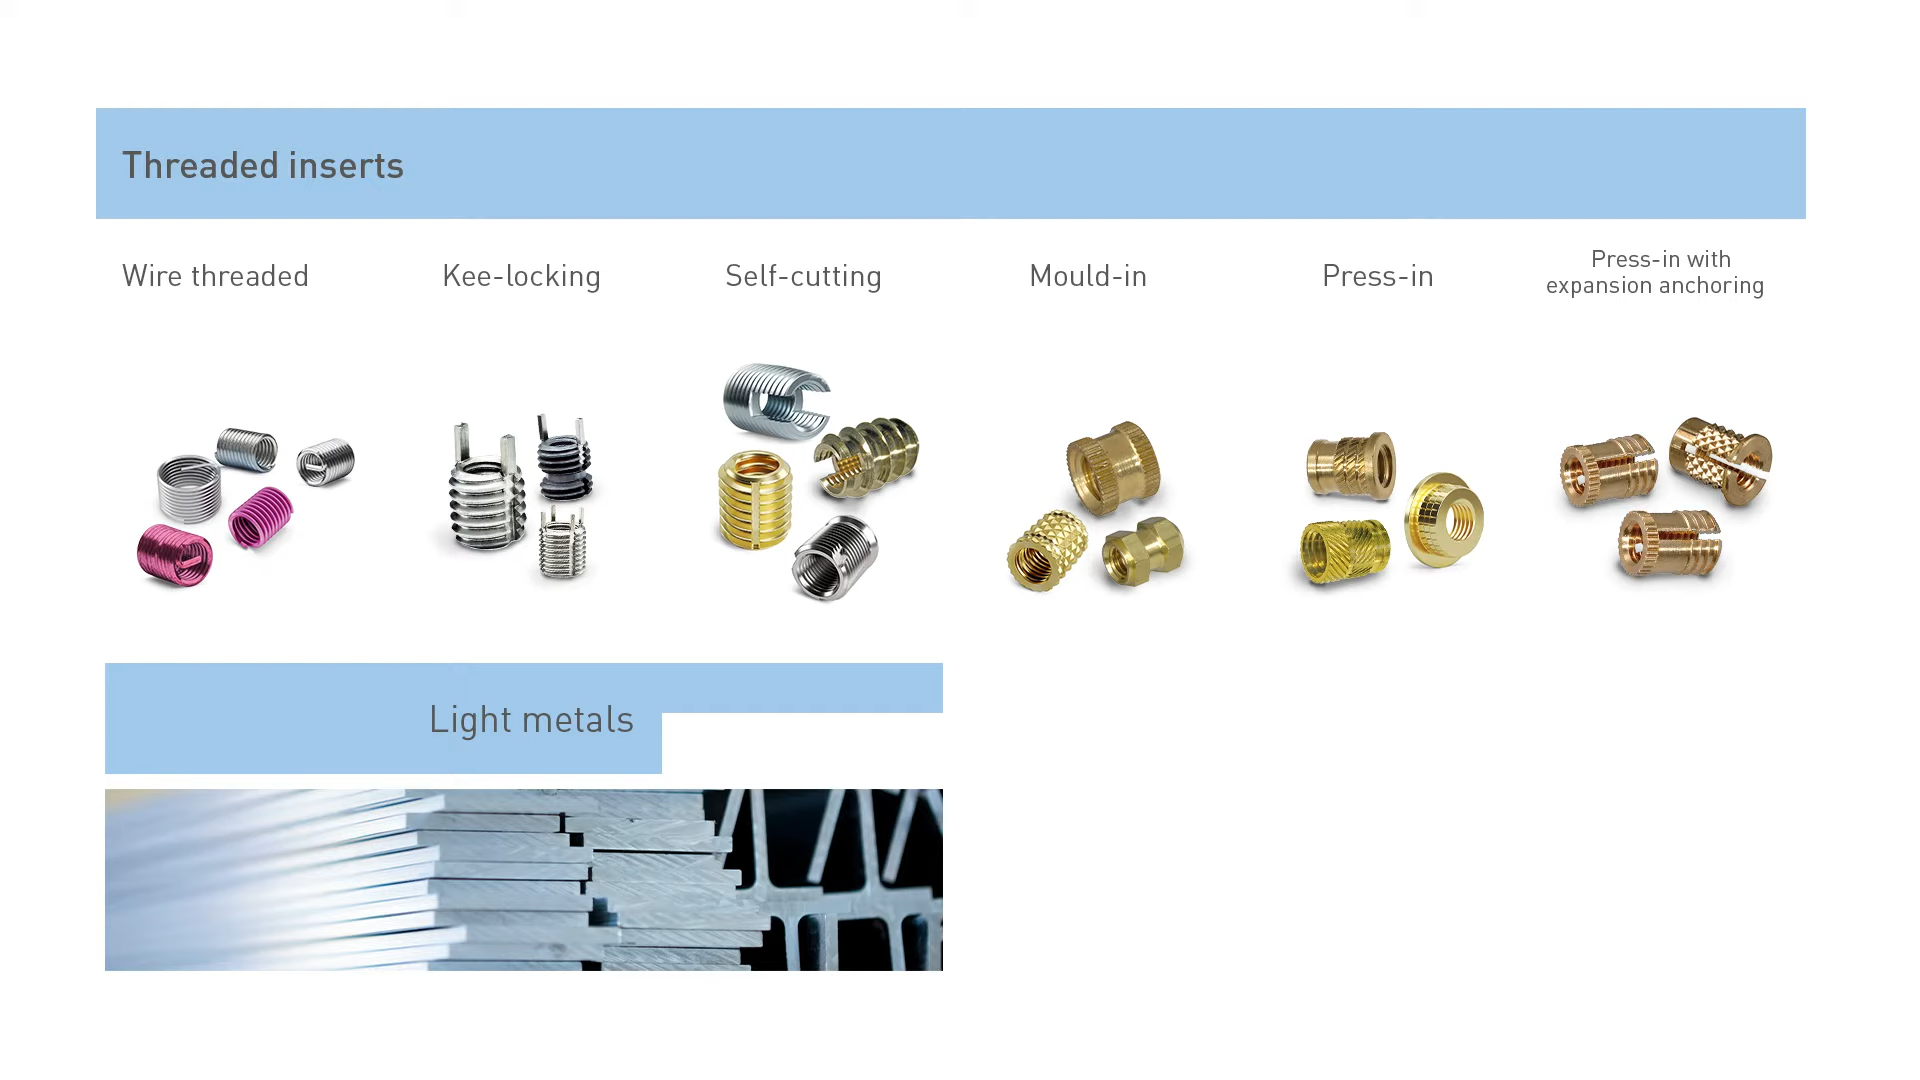 Threaded inserts
Wire threaded
Kee-locking
Self-cutting
Mould-in
Press-in
Press-in with
expansion anchoring
Light metals